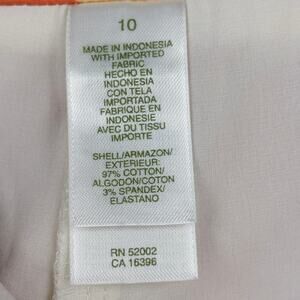 10
MADE IN INDONESIA
WITH IMPORTED
FABRIC
HECHO EN
INDONESIA
CON TELA
IMPORTADA
FABRIQUE EN
INDONESIE
AVEC DU TISSU
IMPORTE
SHELL/ARMAZON/
EXTERIEUR:
97% COTTON/
ALGODON/COTON
3% SPANDEX/
ELASTANO
RN 52002
CA 16396